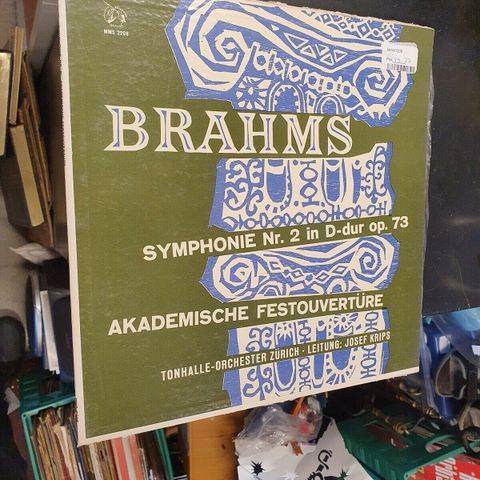 MMS 2208
BRAHMS
SYMPHONIE Nr. 2 in D-dur op. 73
AKADEMISCHE FESTOUVERTÜRE
TONHALLE-ORCHESTER ZÜRICH · LEITUNG: JOSEF KRIPS